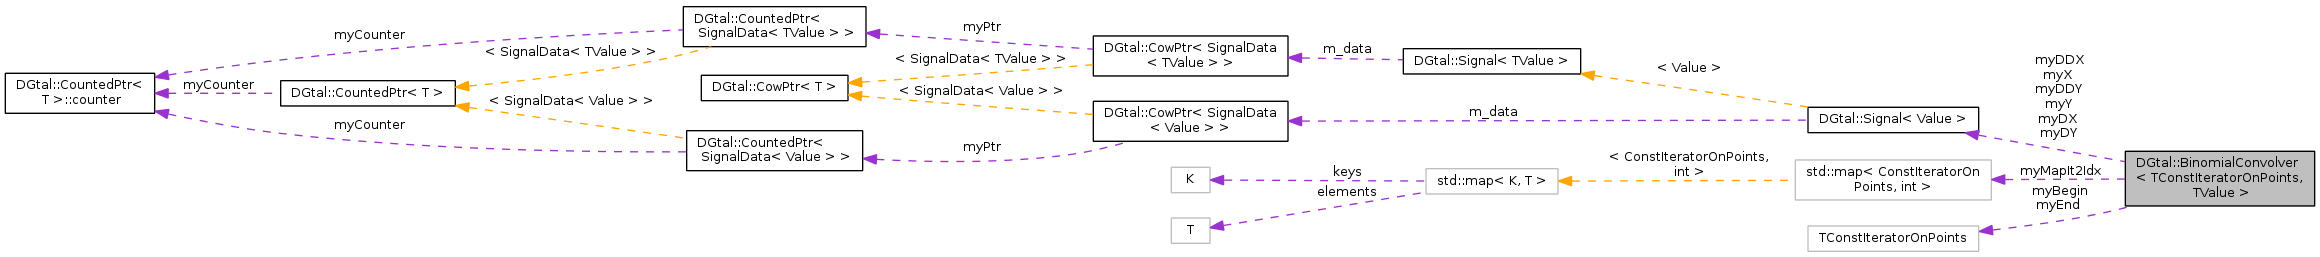 DGtal::CountedPtr<
T >::counter
myCounter
myCounter
myCounter
DGtal::CountedPtr< T >
< SignalData< TValue > >
< SignalData< Value > >
DGtal::CountedPtr<
SignalData< TValue > >
DGtal::CowPtr< T >
DGtal::CountedPtr<
SignalData< Value > >
myPtr
< SignalData< TValue > >
< SignalData< Value > >
myPtr
DGtal::CowPtr< SignalData
< TValue > >
DGtal::CowPtr< SignalData
< Value > >
K
T
m_data
m_data
keys
elements
DGtal::Signal< TValue >
std::map< K, T >
< Value >
< ConstIteratorOnPoints,
int >
DGtal::Signal< Value >
std::map< ConstIteratorOn
Points, int >
TConstIteratorOnPoints
myDDX
myX
myDDY
myY
myDX
myDY
myMapIt2Idx
myBegin
myEnd
DGtal::BinomialConvolver
< TConstIteratorOnPoints,
TValue >